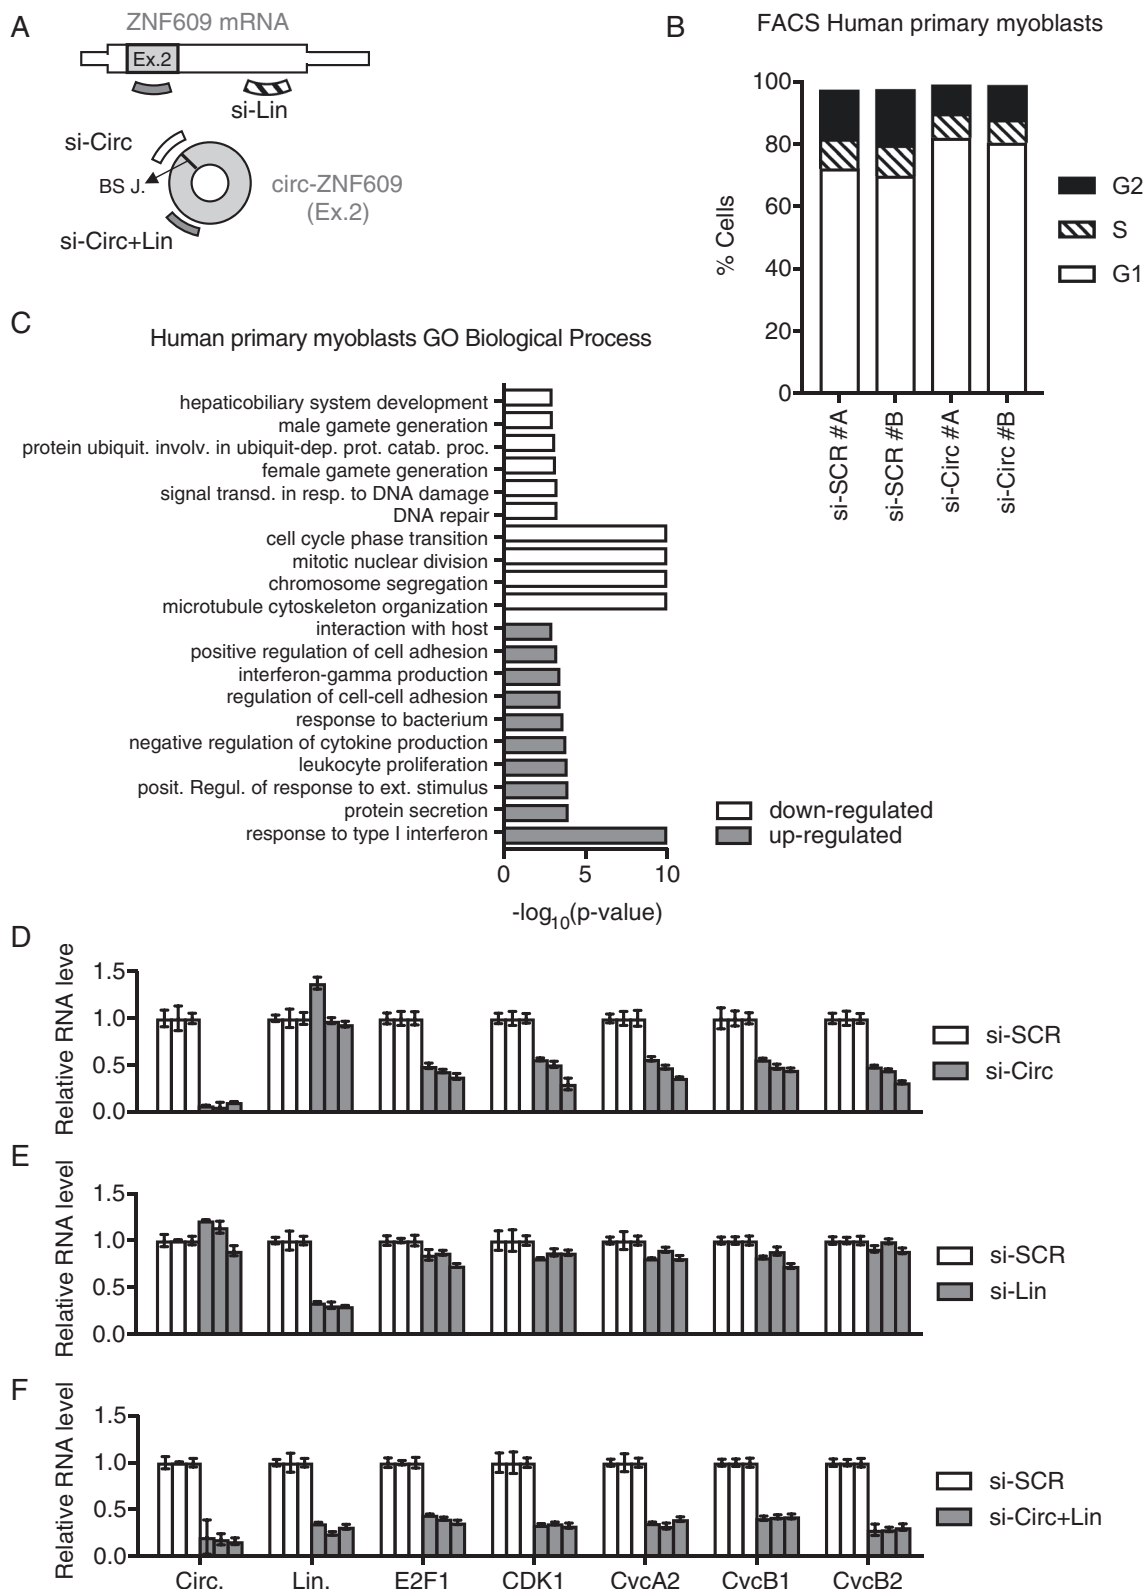 A
ZNF609 mRNA
Ex.2
si-Lin
si-Circ
BS J.
circ-ZNF609
(Ex.2)
si-Circ+Lin
B
FACS Human primary myoblasts
% Cells
100
80
60
40
20
0
si-SCR #A
si-SCR #B
si-Circ #A
si-Circ #B
G2
S
G1
C
Human primary myoblasts GO Biological Process
hepaticobiliary system development
male gamete generation
protein ubiquit. involv. in ubiquit-dep. prot. catab. proc.
female gamete generation
signal transd. in resp. to DNA damage
DNA repair
cell cycle phase transition
mitotic nuclear division
chromosome segregation
microtubule cytoskeleton organization
interaction with host
positive regulation of cell adhesion
interferon-gamma production
regulation of cell-cell adhesion
response to bacterium
negative regulation of cytokine production
leukocyte proliferation
posit. Regul. of response to ext. stimulus
protein secretion
response to type I interferon
0 5 10
-log10(p-value)
down-regulated
up-regulated
D
Relative RNA leve
1.5
1.0
0.5
0.0
si-SCR
si-Circ
E
Relative RNA level
1.5
1.0
0.5
0.0
si-SCR
si-Lin
F
Relative RNA level
1.5
1.0
0.5
0.0
si-SCR
si-Circ+Lin
Circ. Lin. E2F1 CDK1 CycA2 CycB1 CycB2